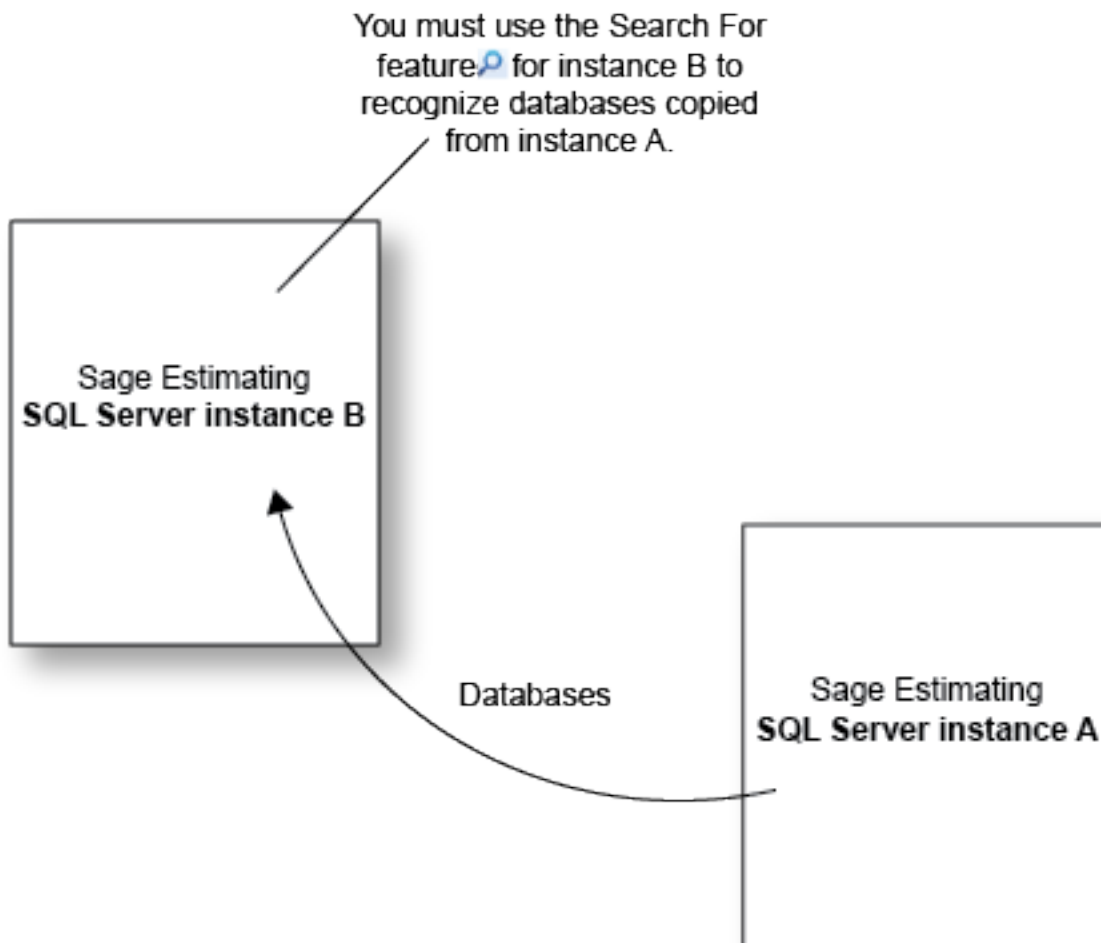 You must use the Search For
feature for instance B to
recognize databases copied
from instance A.
Sage Estimating
SQL Server instance B
Databases
Sage Estimating
SQL Server instance A